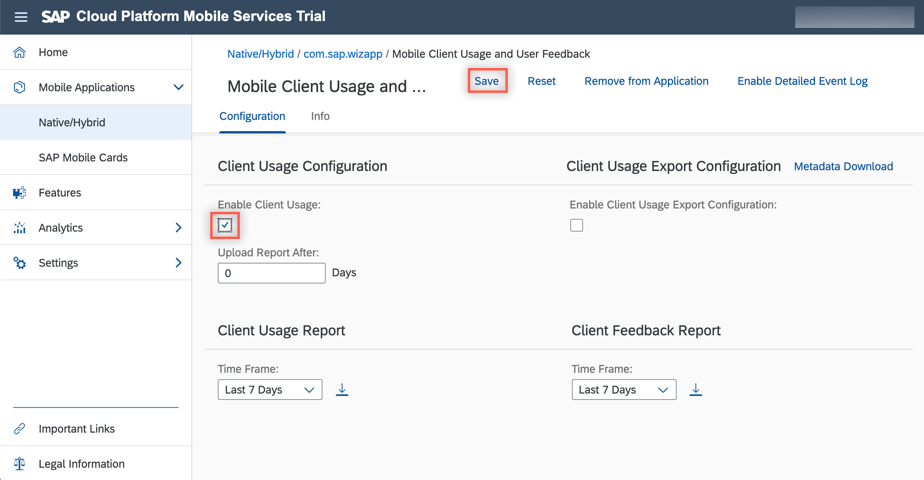 SAP Cloud Platform Mobile Services Trial
Home
Mobile Applications
Native/Hybrid
SAP Mobile Cards
Features
Analytics
Settings
Important Links
Legal Information
Native/Hybrid / com.sap.wizapp / Mobile Client Usage and User Feedback
Mobile Client Usage and ...
Save
Reset
Remove from Application
Enable Detailed Event Log
Configuration
Info
Client Usage Configuration
Enable Client Usage:
Upload Report After:
0 Days
Client Usage Export Configuration
Metadata Download
Enable Client Usage Export Configuration:
Client Usage Report
Time Frame:
Last 7 Days
Client Feedback Report
Time Frame:
Last 7 Days